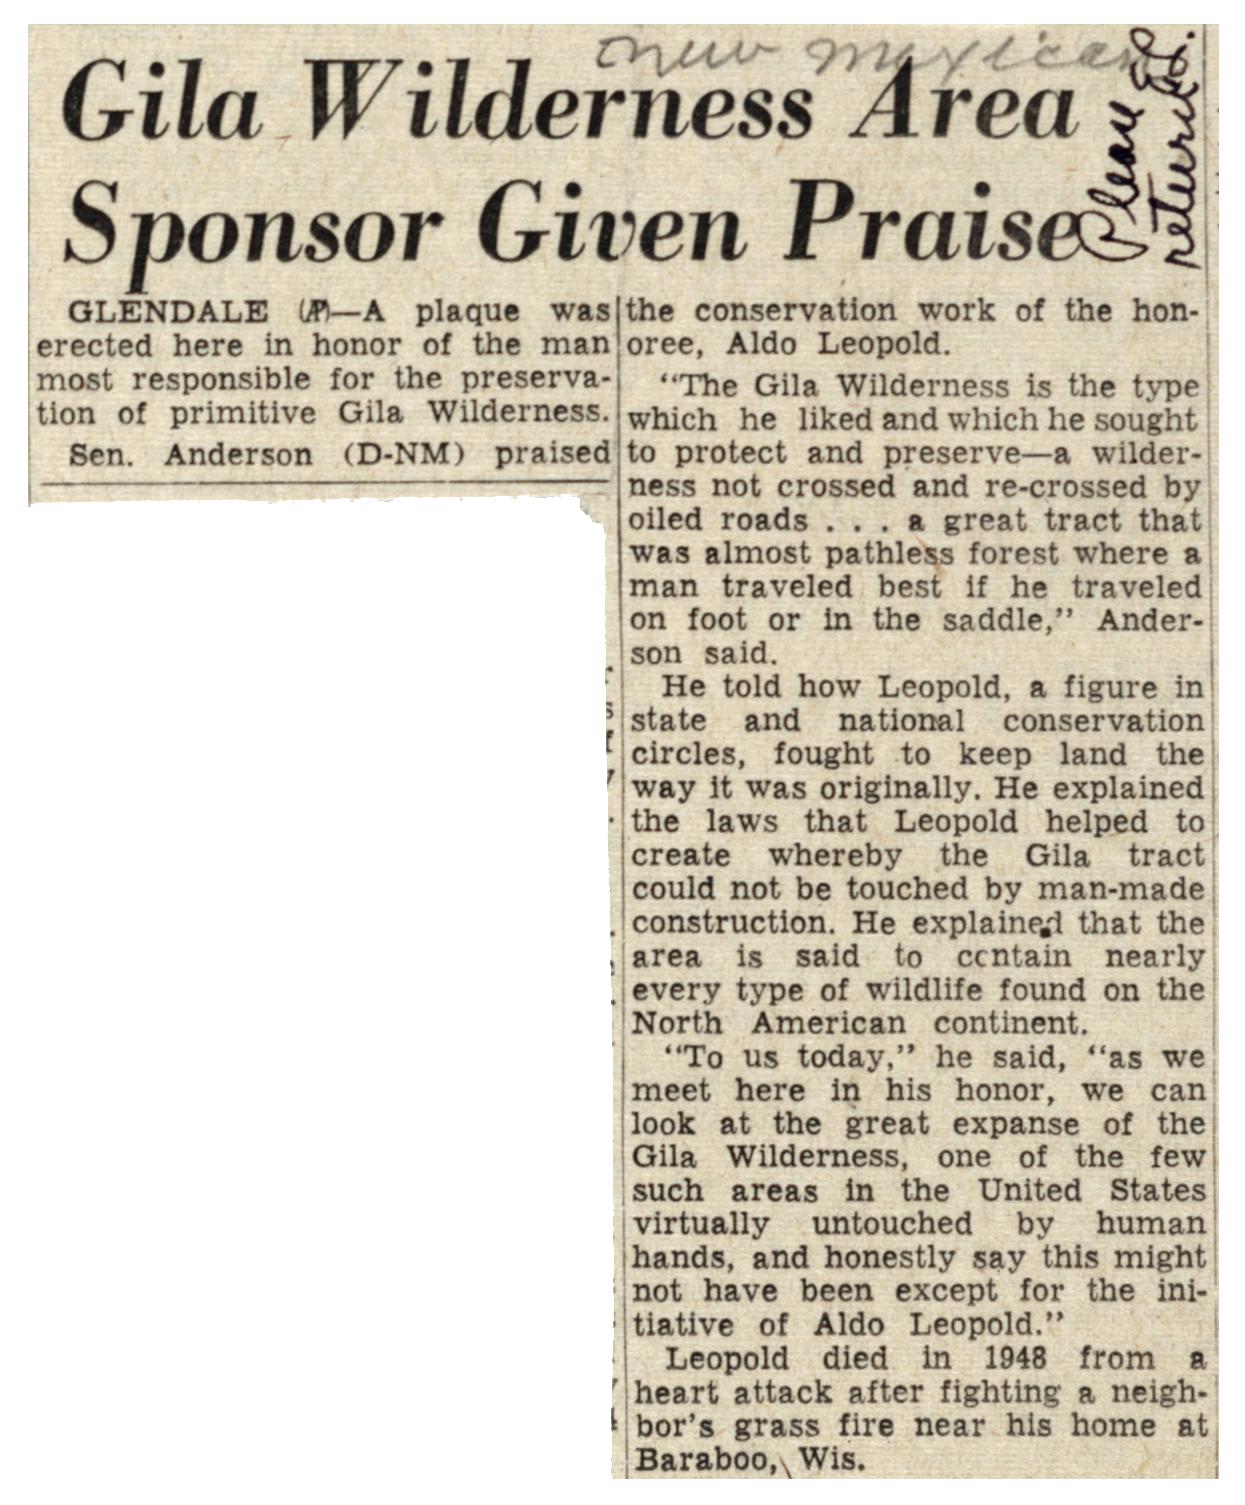 new mexican
Gila Wilderness Area
Sponsor Given Praise
Please
return
GLENDALE (AP)—A plaque was
erected here in honor of the man
most responsible for the preserva-
tion of primitive Gila Wilderness.
Sen. Anderson (D-NM) praised
the conservation work of the hon-
oree, Aldo Leopold.
"The Gila Wilderness is the type
which he liked and which he sought
to protect and preserve—a wilder-
ness not crossed and re-crossed by
oiled roads . . . a great tract that
was almost pathless forest where a
man traveled best if he traveled
on foot or in the saddle," Ander-
son said.
He told how Leopold, a figure in
state and national conservation
circles, fought to keep land the
way it was originally. He explained
the laws that Leopold helped to
create whereby the Gila tract
could not be touched by man-made
construction. He explained that the
area is said to contain nearly
every type of wildlife found on the
North American continent.
"To us today," he said, "as we
meet here in his honor, we can
look at the great expanse of the
Gila Wilderness, one of the few
such areas in the United States
virtually untouched by human
hands, and honestly say this might
not have been except for the ini-
tiative of Aldo Leopold."
Leopold died in 1948 from a
heart attack after fighting a neigh-
bor's grass fire near his home at
Baraboo, Wis.